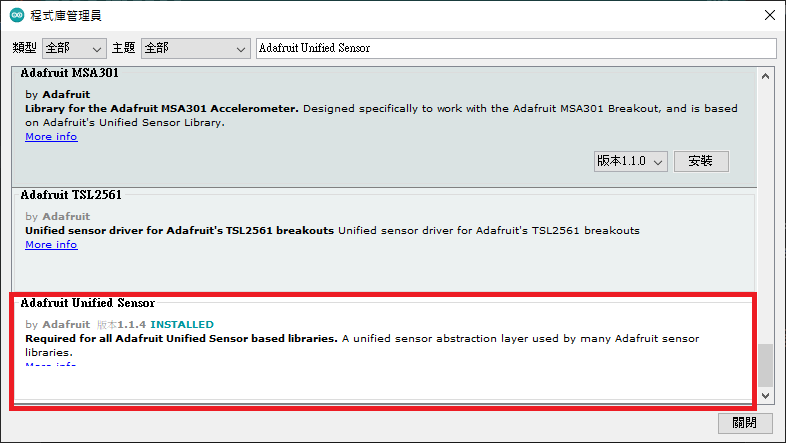 程式庫管理員
類型 全部 主題 全部 Adafruit Unified Sensor
Adafruit MSA301
by Adafruit
Library for the Adafruit MSA301 Accelerometer. Designed specifically to work with the Adafruit MSA301 Breakout, and is based
on Adafruit's Unified Sensor Library.
More info
版本1.1.0 安裝
Adafruit TSL2561
by Adafruit
Unified sensor driver for Adafruit's TSL2561 breakouts Unified sensor driver for Adafruit's TSL2561 breakouts
More info
Adafruit Unified Sensor
by Adafruit 版本1.1.4 INSTALLED
Required for all Adafruit Unified Sensor based libraries. A unified sensor abstraction layer used by many Adafruit sensor
libraries.
More info
關閉